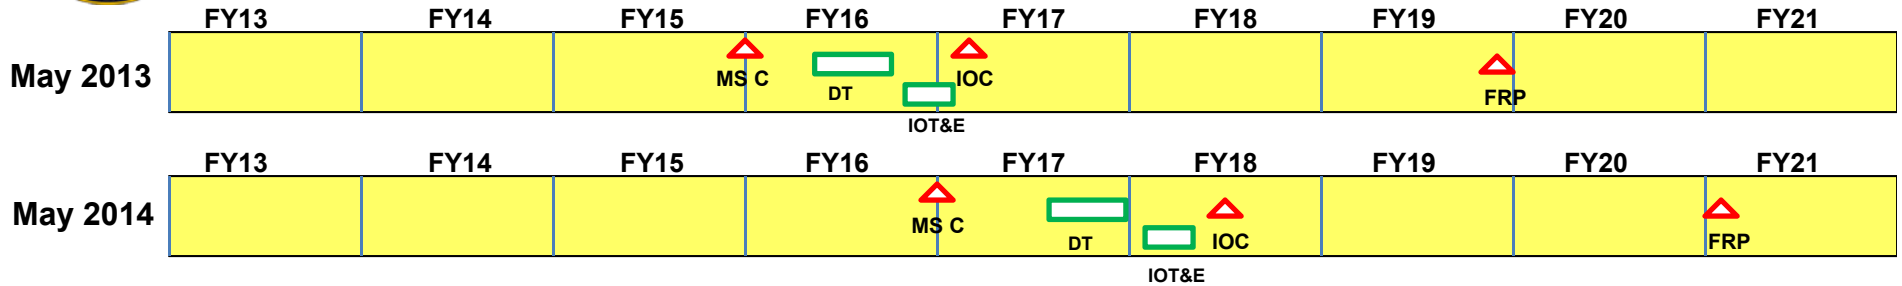 FY13 FY14 FY15 FY16 FY17 FY18 FY19 FY20 FY21
May 2013
MS C DT IOC FRP
IOT&E
FY13 FY14 FY15 FY16 FY17 FY18 FY19 FY20 FY21
May 2014
MS C DT IOC FRP
IOT&E